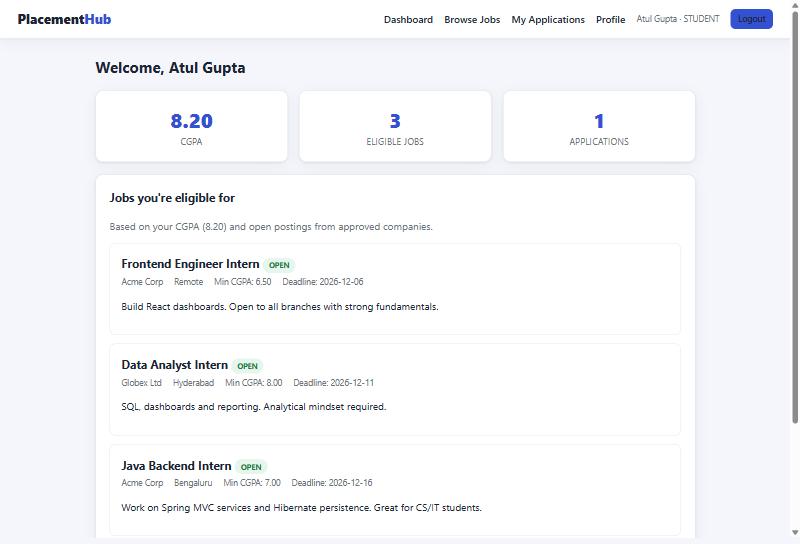 PlacementHub Dashboard Browse Jobs My Applications Profile Atul Gupta · STUDENT Logout
Welcome, Atul Gupta
8.20 3 1
CGPA ELIGIBLE JOBS APPLICATIONS
Jobs you're eligible for
Based on your CGPA (8.20) and open postings from approved companies.
Frontend Engineer Intern OPEN
Acme Corp Remote Min CGPA: 6.50 Deadline: 2026-12-06
Build React dashboards. Open to all branches with strong fundamentals.
Data Analyst Intern OPEN
Globex Ltd Hyderabad Min CGPA: 8.00 Deadline: 2026-12-11
SQL, dashboards and reporting. Analytical mindset required.
Java Backend Intern OPEN
Acme Corp Bengaluru Min CGPA: 7.00 Deadline: 2026-12-16
Work on Spring MVC services and Hibernate persistence. Great for CS/IT students.